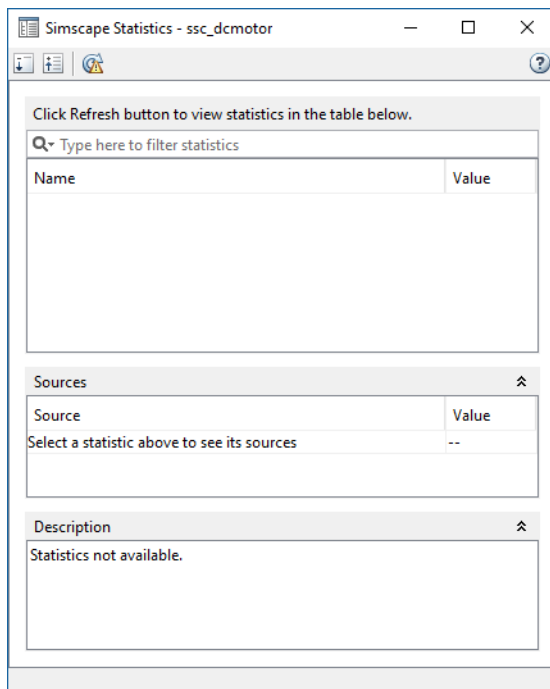 Simscape Statistics - ssc_dcmotor
Click Refresh button to view statistics in the table below.
Type here to filter statistics
Name Value
Sources
Source Value
Select a statistic above to see its sources --
Description
Statistics not available.